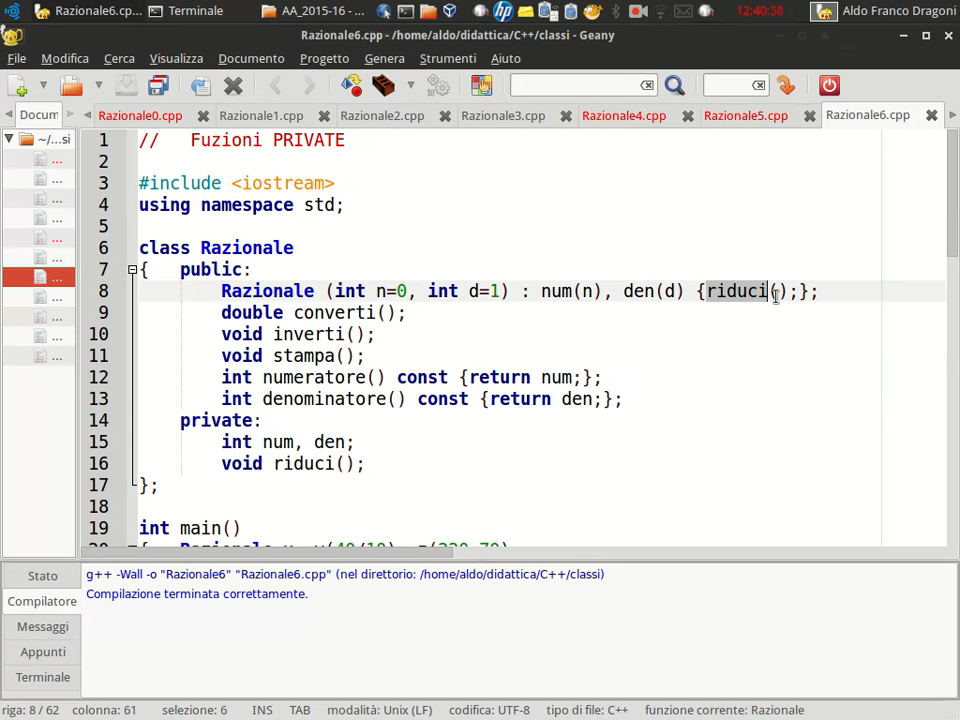 Razionale6.cp... Terminale AA_2015-16 - ... 12:40:58 Aldo Franco Dragoni
Razionale6.cpp - /home/aldo/didattica/C++/classi - Geany
File Modifica Cerca Visualizza Documento Progetto Genera Strumenti Aiuto
Docum Razionale0.cpp Razionale1.cpp Razionale2.cpp Razionale3.cpp Razionale4.cpp Razionale5.cpp Razionale6.cpp
~/...si
...
...
...
...
...
...
...
...
...
...
...
1 // Fuzioni PRIVATE
2
3 #include <iostream>
4 using namespace std;
5
6 class Razionale
7 { public:
8 Razionale (int n=0, int d=1) : num(n), den(d) {riduci();};
9 double converti();
10 void inverti();
11 void stampa();
12 int numeratore() const {return num;};
13 int denominatore() const {return den;};
14 private:
15 int num, den;
16 void riduci();
17 };
18
19 int main()
Stato
Compilatore
Messaggi
Appunti
Terminale
g++ -Wall -o "Razionale6" "Razionale6.cpp" (nel direttorio: /home/aldo/didattica/C++/classi)
Compilazione terminata correttamente.
riga: 8 / 62 colonna: 61 selezione: 6 INS TAB modalità: Unix (LF) codifica: UTF-8 tipo di file: C++ funzione corrente: Razionale